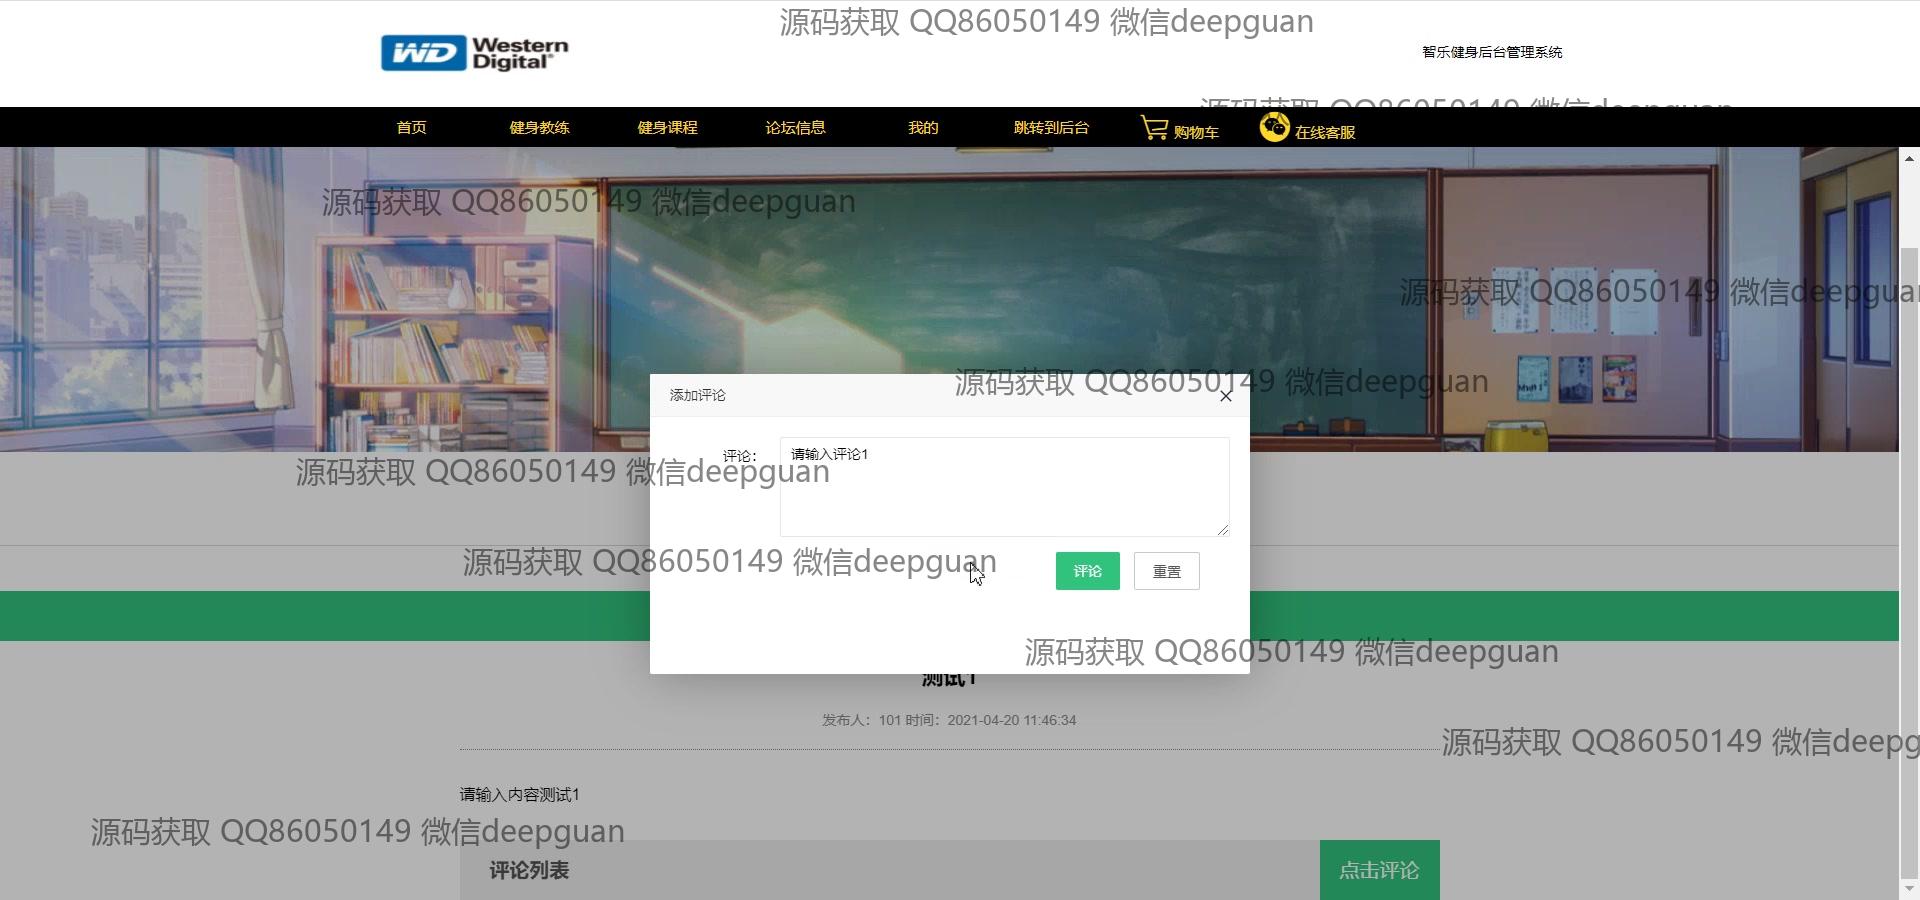 源码获取 QQ86050149 微信deepguan
WD Western Digital
智乐健身后台管理系统
源码获取 QQ86050149 微信deepguan
首页 健身教练 健身课程 论坛信息 我的 跳转到后台 购物车 在线客服
源码获取 QQ86050149 微信deepguan
源码获取 QQ86050149 微信deepguan
源码获取 QQ86050149 微信deepguan
添加评论
评论： 请输入评论1
源码获取 QQ86050149 微信deepguan
源码获取 QQ86050149 微信deepguan
评论 重置
源码获取 QQ86050149 微信deepguan
测试1
发布人：101 时间：2021-04-20 11:46:34
源码获取 QQ86050149 微信deepg
请输入内容测试1
源码获取 QQ86050149 微信deepguan
评论列表 点击评论